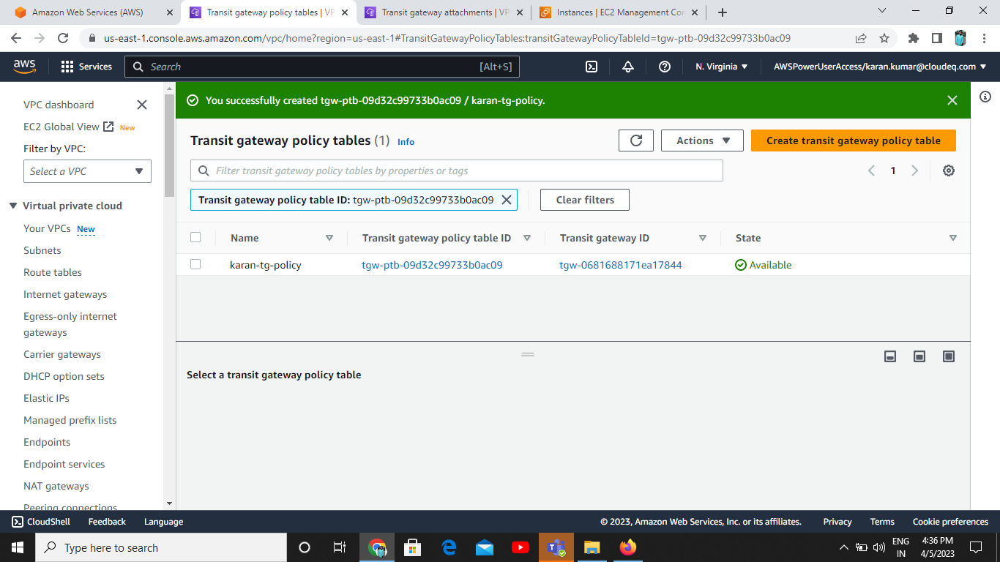 Amazon Web Services (AWS)
Transit gateway policy tables | VP
Transit gateway attachments | VP
Instances | EC2 Management Con
us-east-1.console.aws.amazon.com/vpc/home?region=us-east-1#TransitGatewayPolicyTables:transitGatewayPolicyTableId=tgw-ptb-09d32c99733b0ac09
aws
Services
Search
[Alt+S]
N. Virginia
AWSPowerUserAccess/karan.kumar@cloudeq.com
VPC dashboard
EC2 Global View New
Filter by VPC:
Select a VPC
Virtual private cloud
Your VPCs New
Subnets
Route tables
Internet gateways
Egress-only internet
gateways
Carrier gateways
DHCP option sets
Elastic IPs
Managed prefix lists
Endpoints
Endpoint services
NAT gateways
Peering connections
You successfully created tgw-ptb-09d32c99733b0ac09 / karan-tg-policy.
Transit gateway policy tables (1) Info
Actions
Create transit gateway policy table
Filter transit gateway policy tables by properties or tags
1
Transit gateway policy table ID: tgw-ptb-09d32c99733b0ac09
Clear filters
Name Transit gateway policy table ID Transit gateway ID State
karan-tg-policy tgw-ptb-09d32c99733b0ac09 tgw-0681688171ea17844 Available
Select a transit gateway policy table
CloudShell Feedback Language
© 2023, Amazon Web Services, Inc. or its affiliates. Privacy Terms Cookie preferences
Type here to search
ENG
IN
4:36 PM
4/5/2023